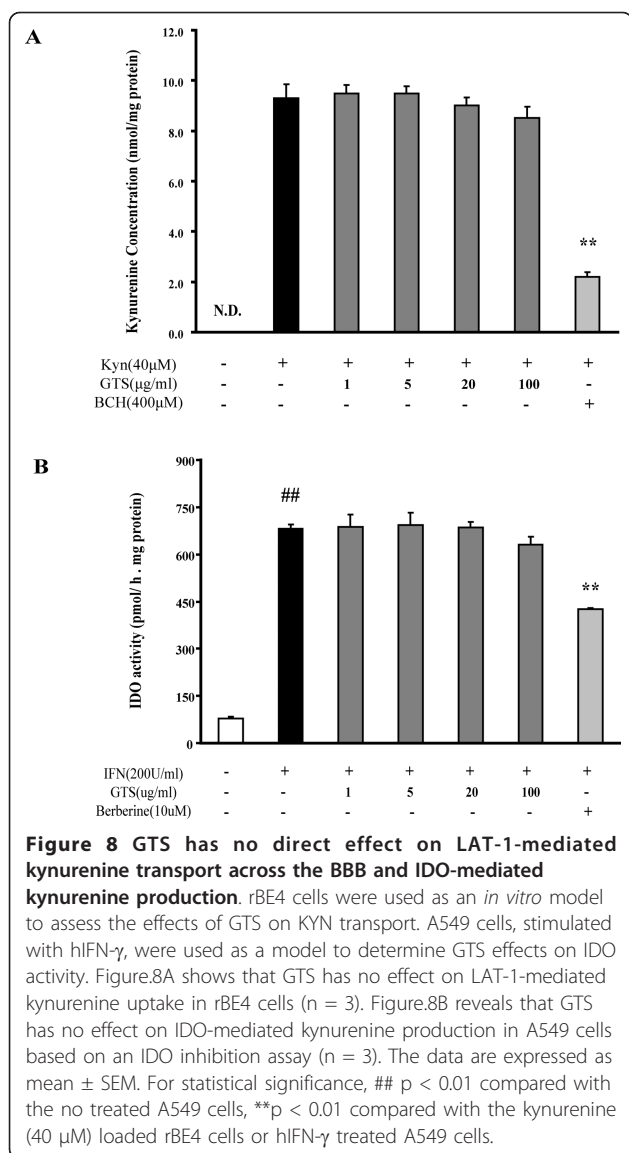 A
Kynurenine Concentration (nmol/mg protein)
10.0
8.0
6.0
4.0
2.0
0.0
N.D.
**
Kyn(40μM) - + + + + + +
GTS(μg/ml) - - 1 5 20 100 -
BCH(400μM) - - - - - - +
B
IDO activity (pmol/ h . mg protein)
900
750
600
450
300
150
0
##
**
IFN(200U/ml) - + + + + + +
GTS(ug/ml) - - 1 5 20 100 -
Berberine(10uM) - - - - - - +
Figure 8 GTS has no direct effect on LAT-1-mediated
kynurenine transport across the BBB and IDO-mediated
kynurenine production. rBE4 cells were used as an in vitro model
to assess the effects of GTS on KYN transport. A549 cells, stimulated
with hIFN-γ, were used as a model to determine GTS effects on IDO
activity. Figure.8A shows that GTS has no effect on LAT-1-mediated
kynurenine uptake in rBE4 cells (n = 3). Figure.8B reveals that GTS
has no effect on IDO-mediated kynurenine production in A549 cells
based on an IDO inhibition assay (n = 3). The data are expressed as
mean ± SEM. For statistical significance, ## p < 0.01 compared with
the no treated A549 cells, **p < 0.01 compared with the kynurenine
(40 μM) loaded rBE4 cells or hIFN-γ treated A549 cells.